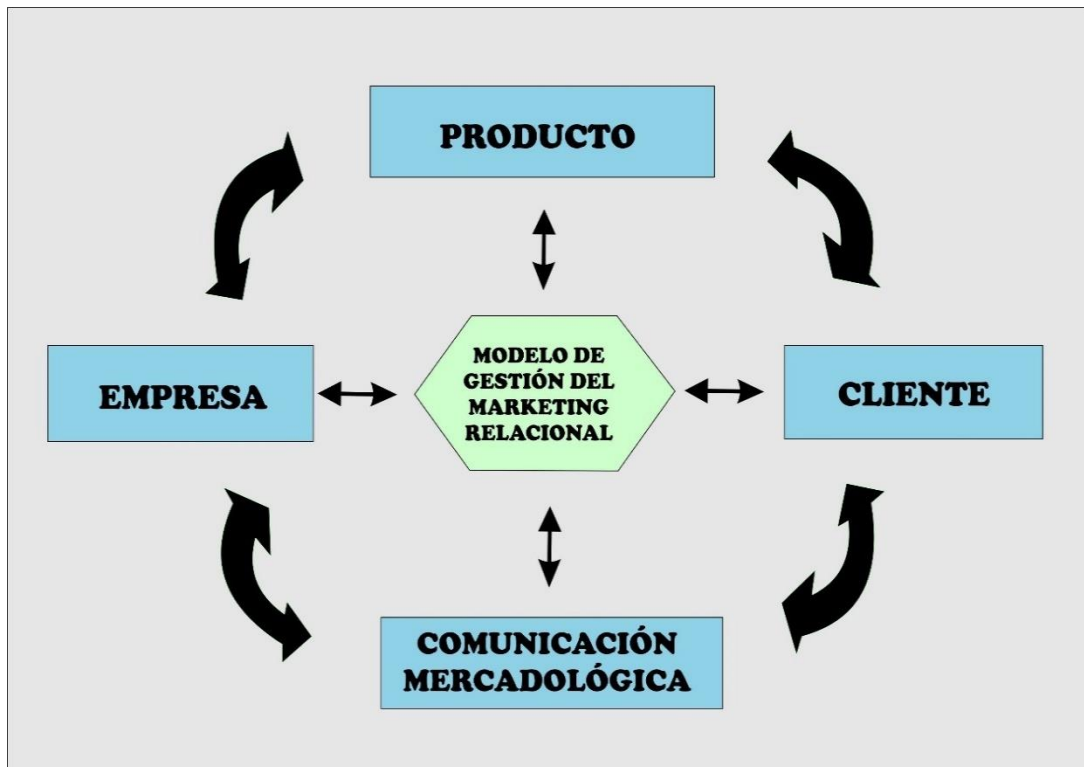 PRODUCTO
EMPRESA
MODELO DE
GESTIÓN DEL
MARKETING
RELACIONAL
CLIENTE
COMUNICACIÓN
MERCADOLÓGICA